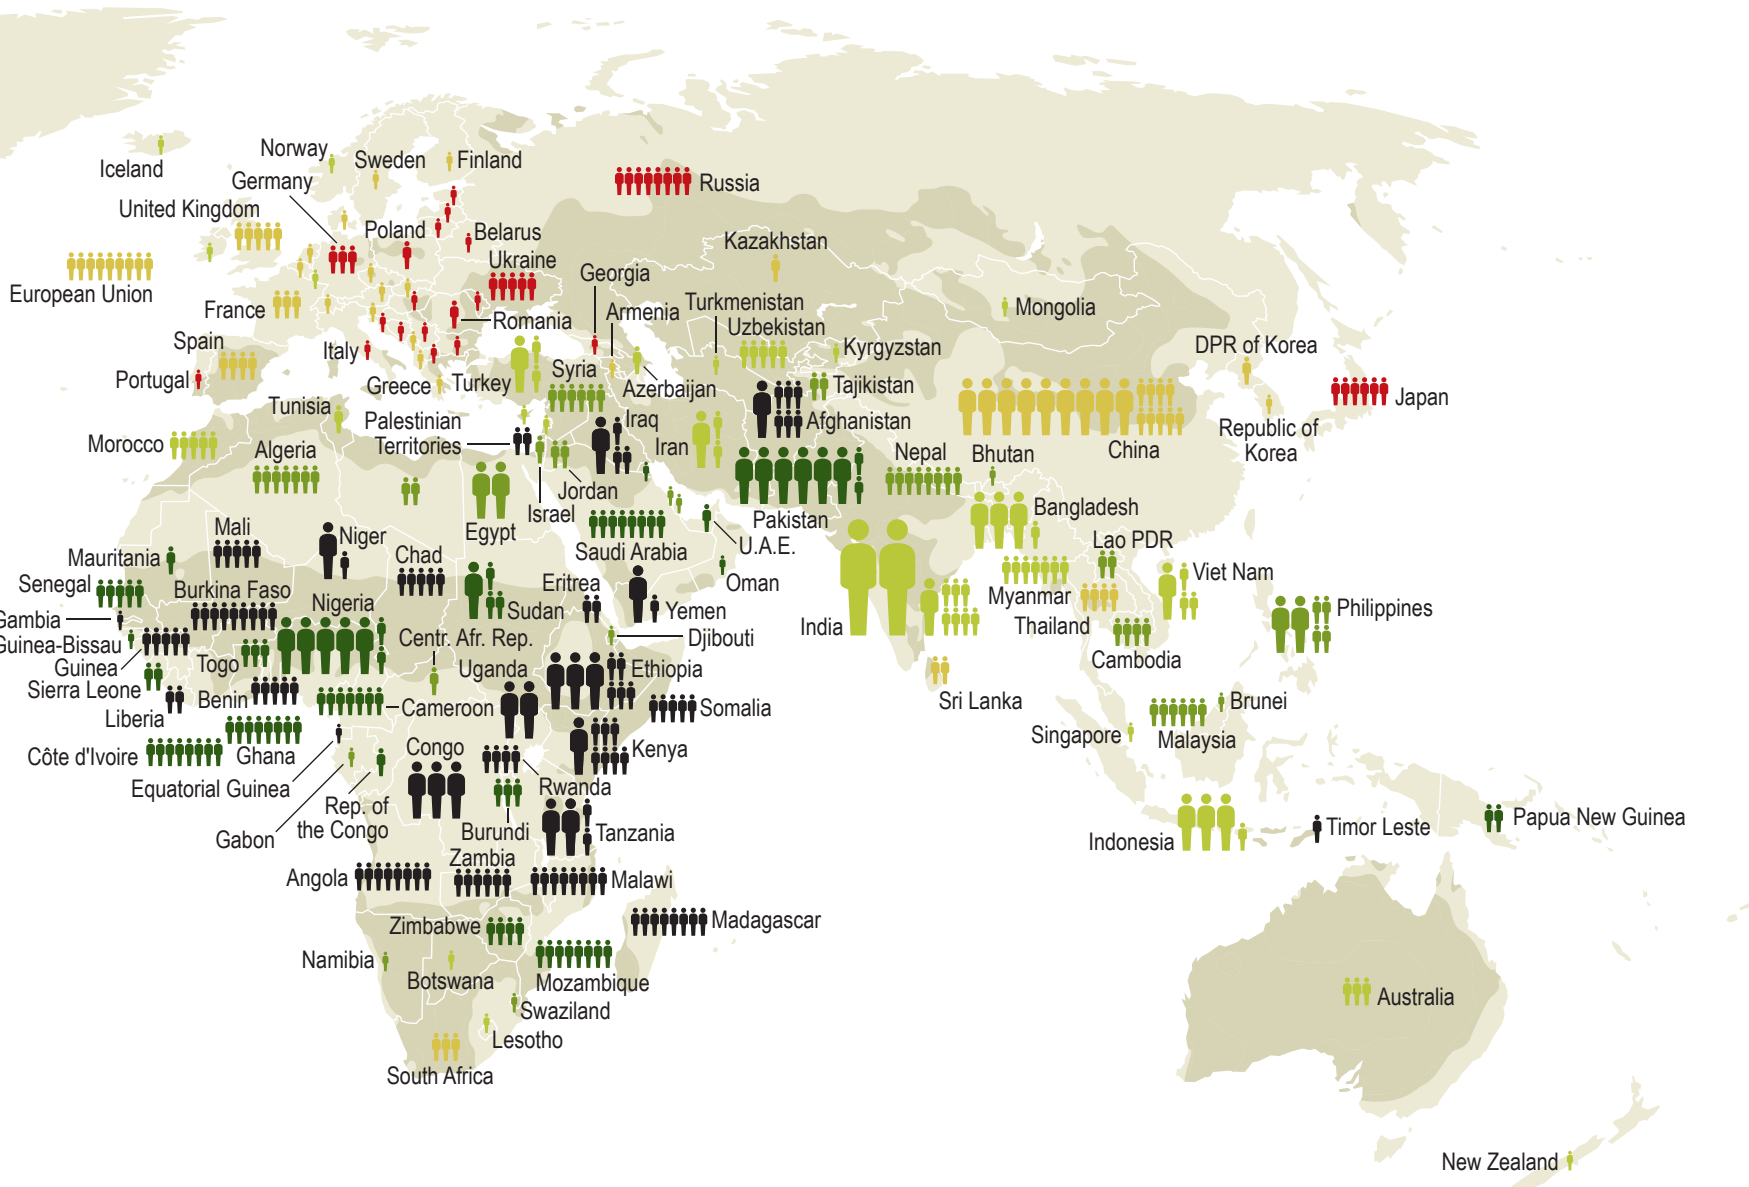 Iceland
Norway
Sweden
Finland
Germany
United Kingdom
Russia
Poland
Belarus
Ukraine
European Union
France
Georgia
Kazakhstan
Armenia
Turkmenistan
Uzbekistan
Mongolia
Romania
Spain
Italy
Portugal
Greece
Turkey
Syria
Azerbaijan
Kyrgyzstan
Tajikistan
DPR of Korea
Japan
Republic of
Korea
China
Tunisia
Morocco
Algeria
Palestinian
Territories
Iraq
Iran
Afghanistan
Nepal
Bhutan
Jordan
Israel
Egypt
Pakistan
Bangladesh
Saudi Arabia
U.A.E.
Oman
Lao PDR
Viet Nam
Mali
Niger
Chad
Mauritania
Senegal
Burkina Faso
Nigeria
Sudan
Eritrea
Yemen
Djibouti
India
Myanmar
Thailand
Cambodia
Philippines
Gambia
Guinea-Bissau
Guinea
Sierra Leone
Liberia
Togo
Benin
Centr. Afr. Rep.
Uganda
Ethiopia
Cameroon
Somalia
Sri Lanka
Brunei
Singapore
Malaysia
Côte d'Ivoire
Ghana
Congo
Kenya
Equatorial Guinea
Rwanda
Rep. of
the Congo
Gabon
Burundi
Tanzania
Indonesia
Timor Leste
Papua New Guinea
Zambia
Angola
Malawi
Madagascar
Zimbabwe
Namibia
Botswana
Mozambique
Swaziland
Lesotho
South Africa
Australia
New Zealand